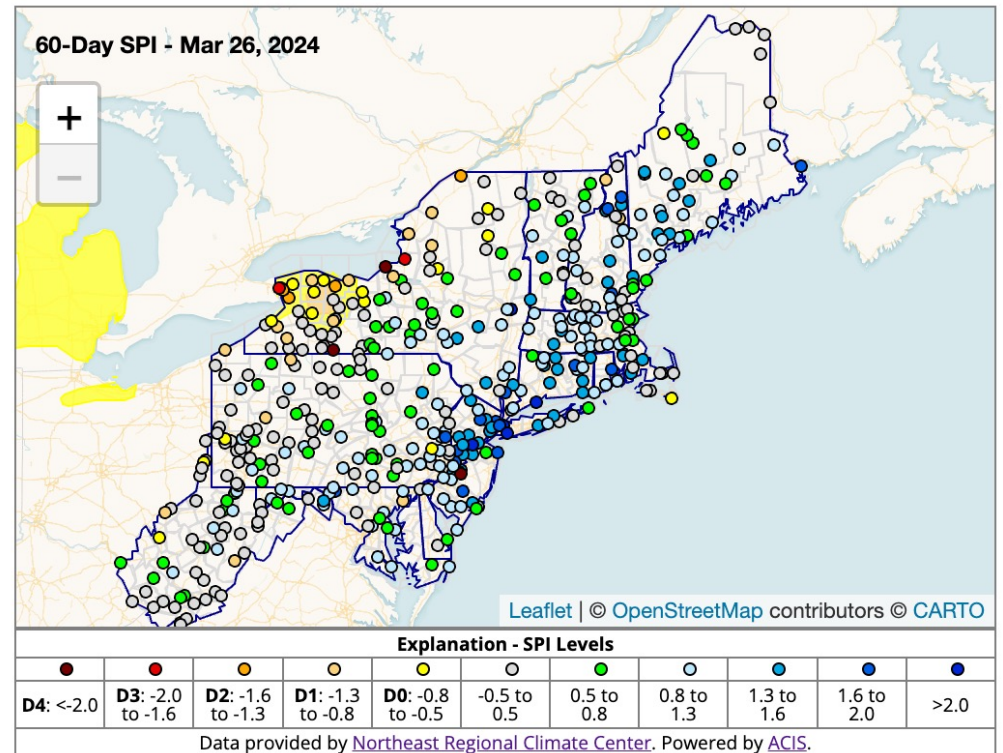 60-Day SPI - Mar 26, 2024
+
−
Leaflet | © OpenStreetMap contributors © CARTO
Explanation - SPI Levels
D4: <-2.0
D3: -2.0
to -1.6
D2: -1.6
to -1.3
D1: -1.3
to -0.8
D0: -0.8
to -0.5
-0.5 to
0.5
0.5 to
0.8
0.8 to
1.3
1.3 to
1.6
1.6 to
2.0
>2.0
Data provided by Northeast Regional Climate Center. Powered by ACIS.